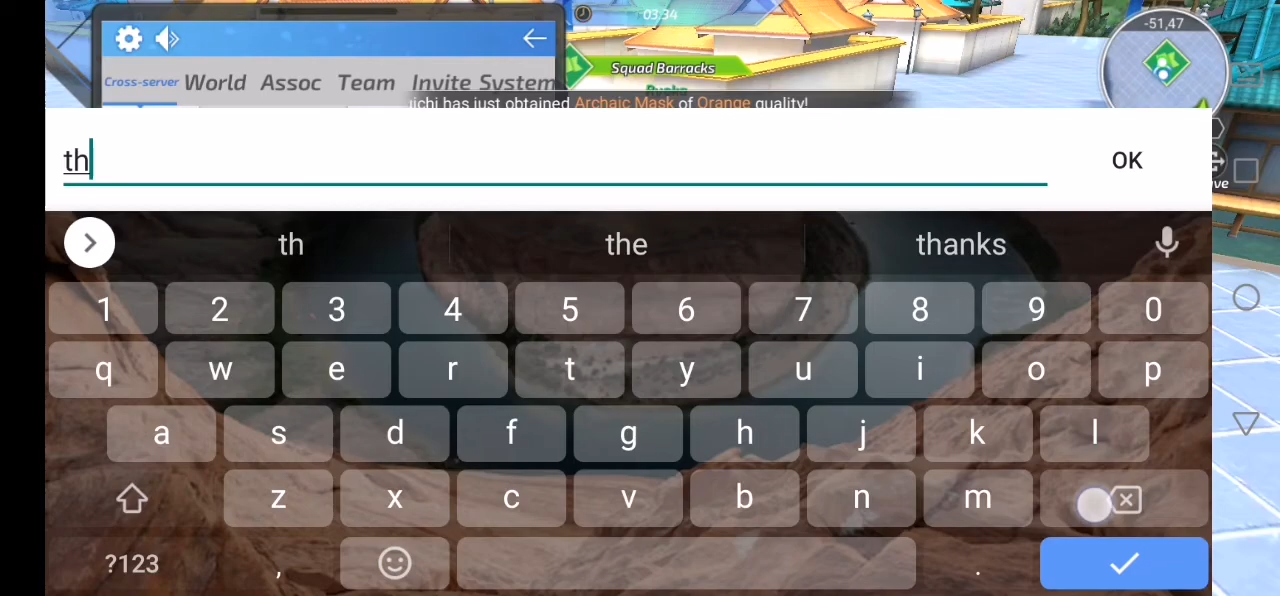 03:34
-51,47
Squad Barracks
Cross-server World Assoc Team Invite System
uichi has just obtained Archaic Mask of Orange quality!
th
OK
th the thanks
1 2 3 4 5 6 7 8 9 0
q w e r t y u i o p
a s d f g h j k l
z x c v b n m
?123 , .